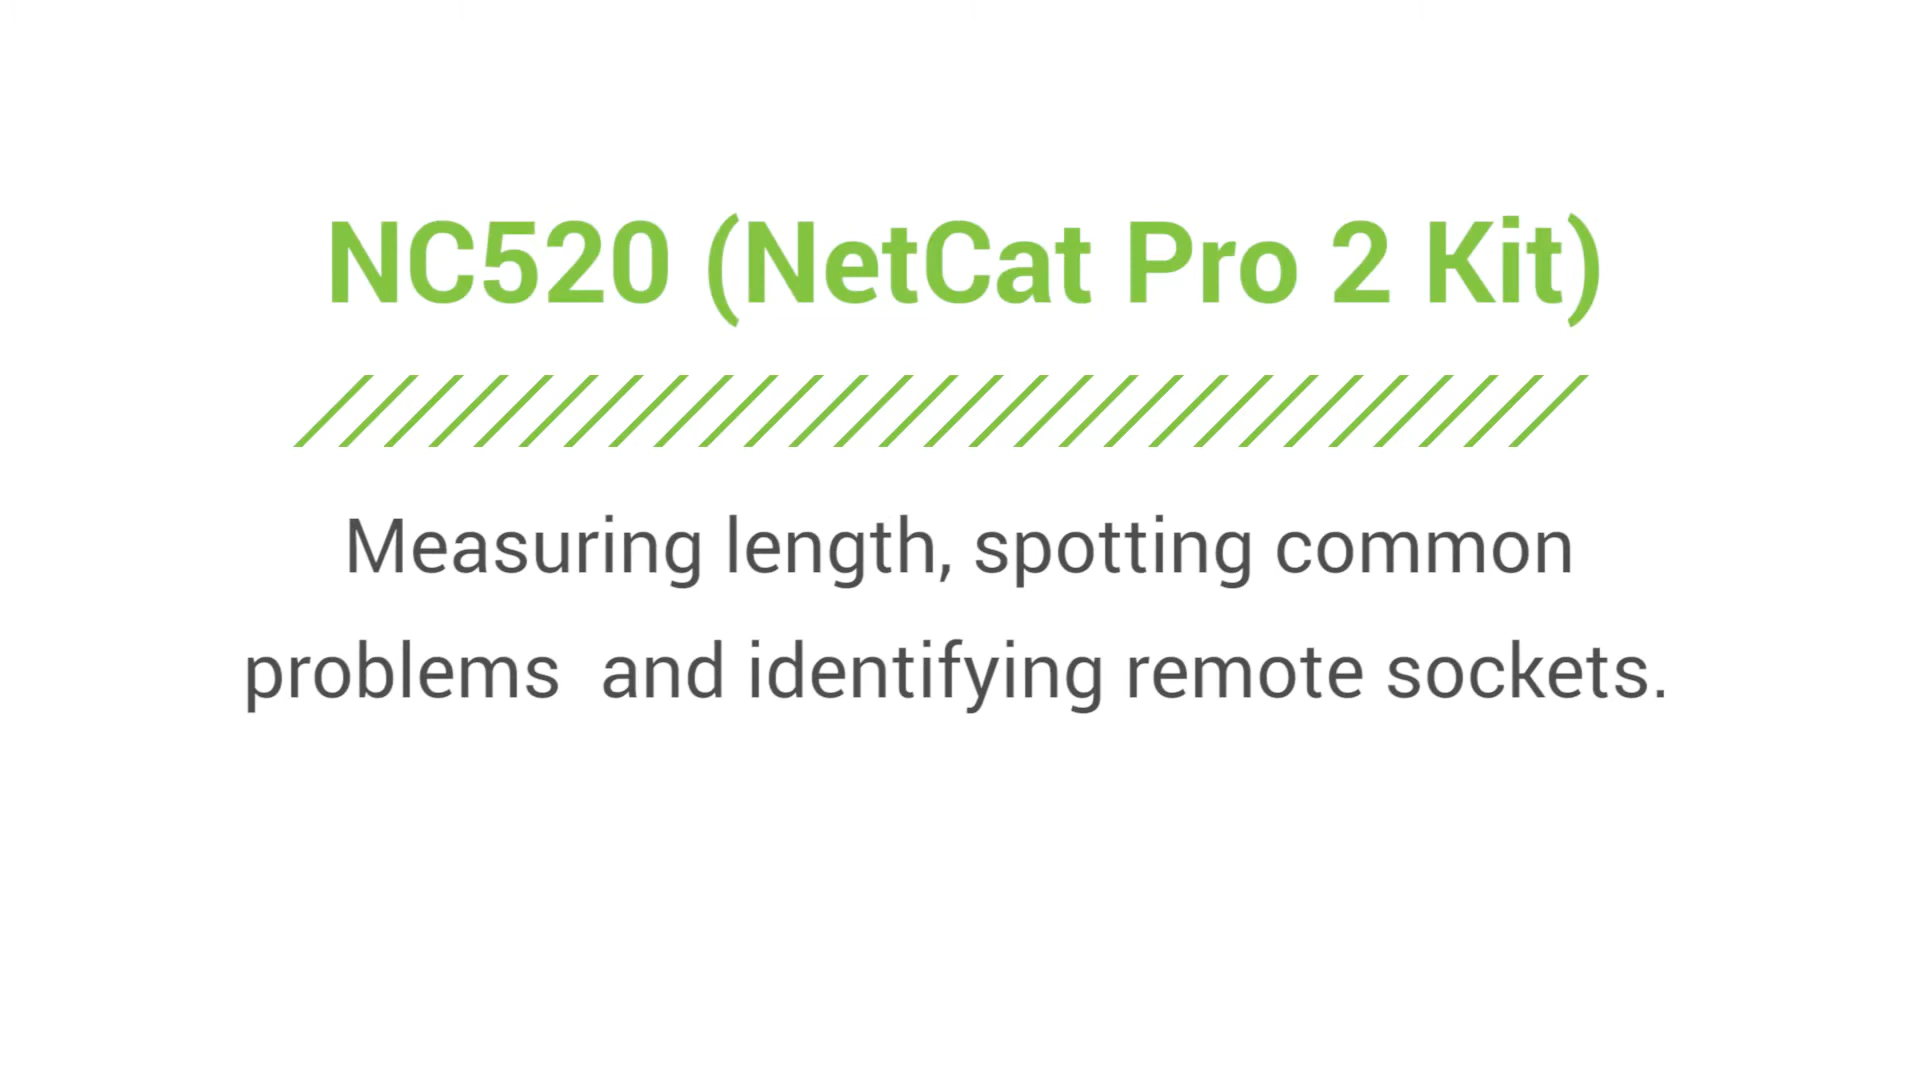 NC520 (NetCat Pro 2 Kit)
Measuring length, spotting common
problems  and identifying remote sockets.